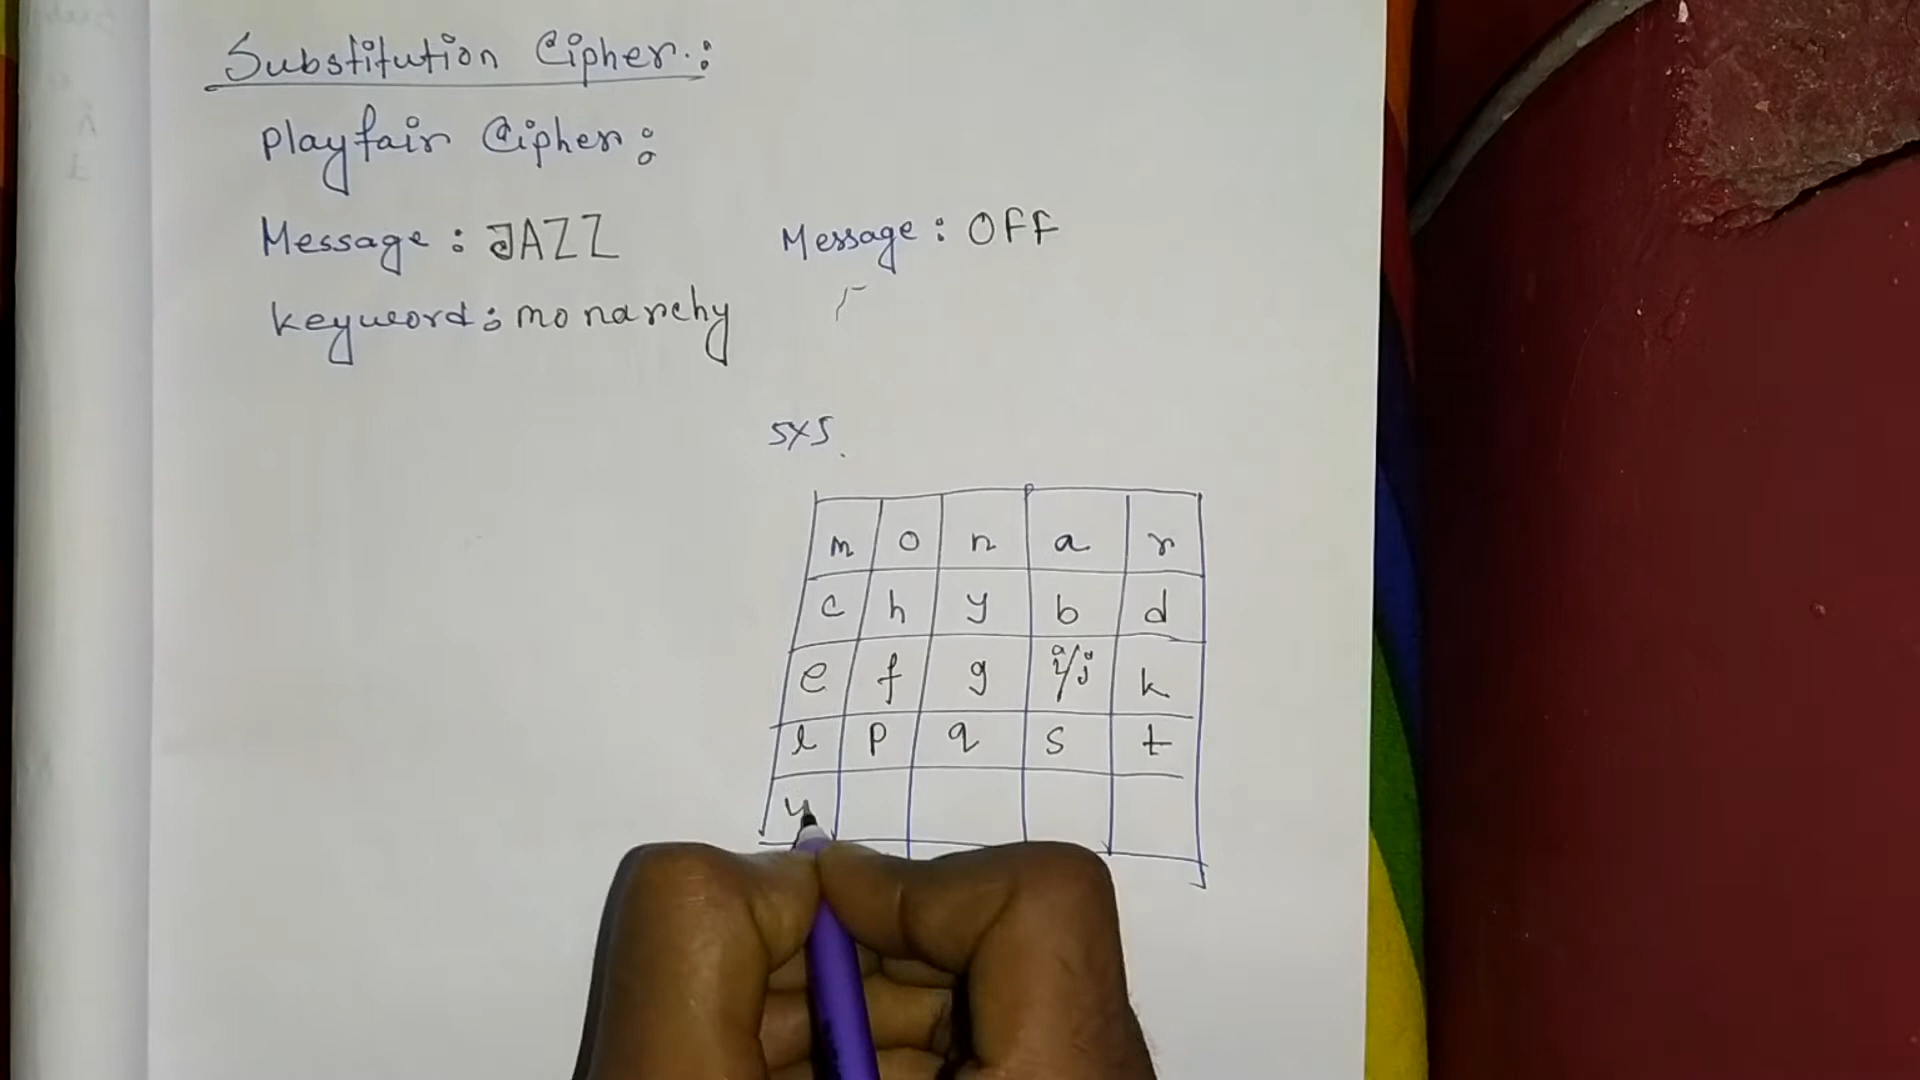 Substitution Cipher :
Playfair Cipher :
Message : JAZZ
Message : OFF
keyword : monarchy
5x5
m o n a r
c h y b d
e f g i/j k
l p q s t
u